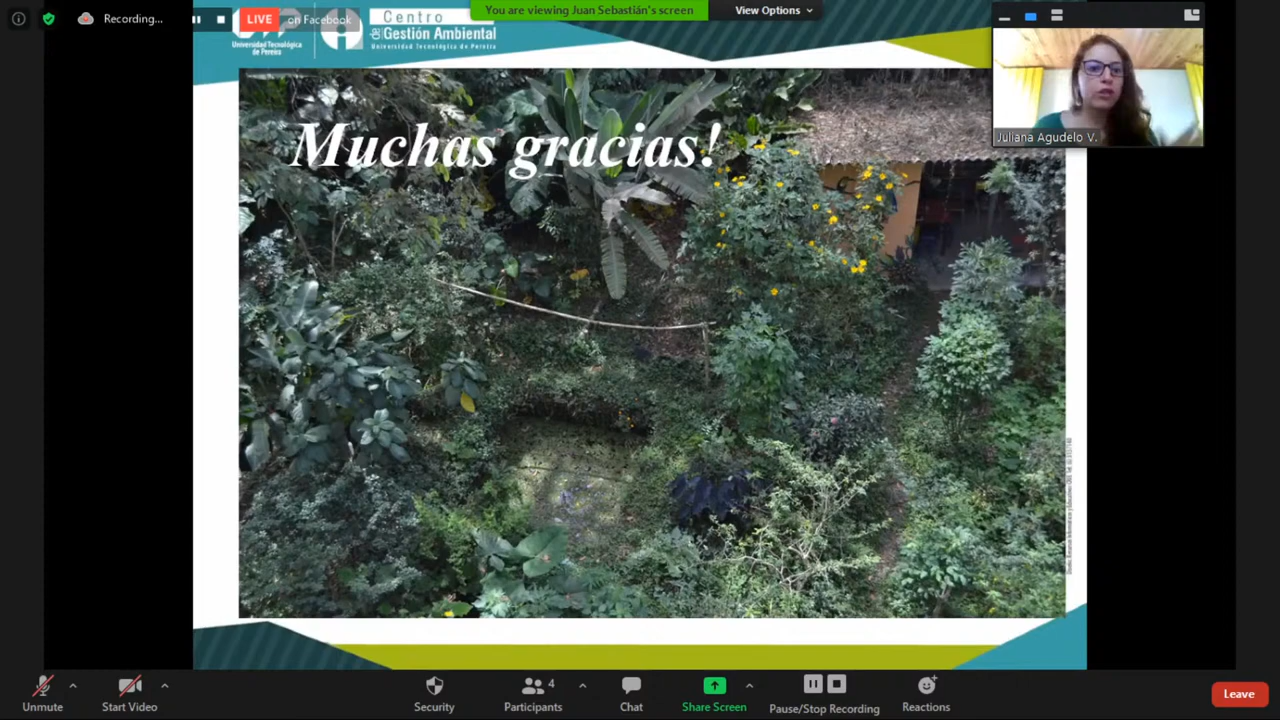 Recording...
LIVE
on Facebook
You are viewing Juan Sebastián's screen
View Options
Universidad Tecnológica
de Pereira
Centro
de Gestión Ambiental
Universidad Tecnológica de Pereira
Juliana Agudelo V.
Muchas gracias!
Unmute
Start Video
Security
4
Participants
Chat
Share Screen
Pause/Stop Recording
Reactions
Leave